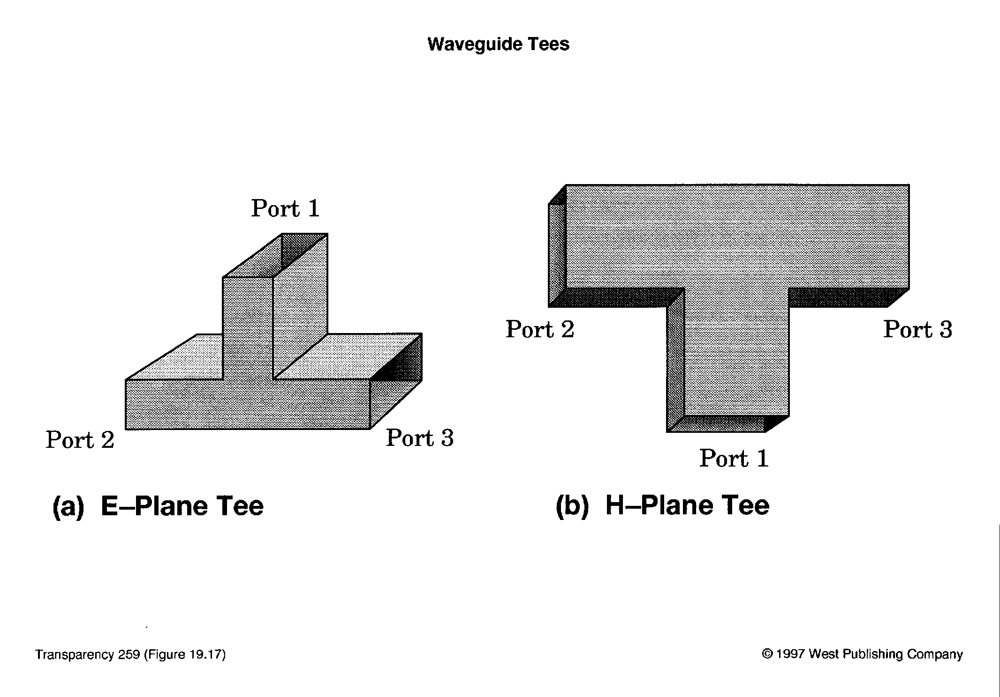 Waveguide Tees
Port 1
Port 2
Port 3
(a) E–Plane Tee
Port 2
Port 3
Port 1
(b) H–Plane Tee
Transparency 259 (Figure 19.17)
© 1997 West Publishing Company